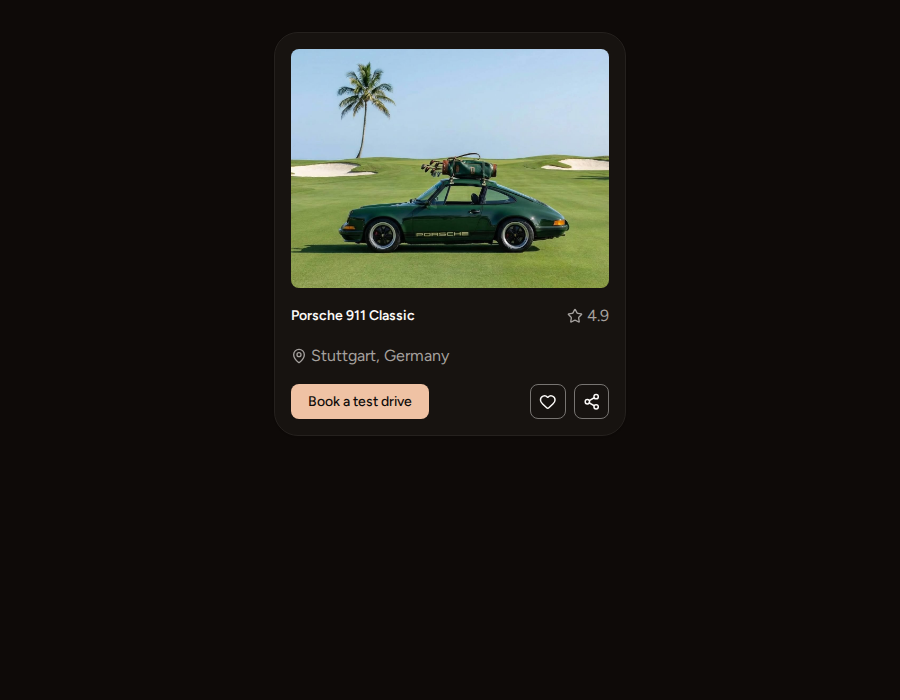 PORSCHE
Porsche 911 Classic
4.9
Stuttgart, Germany
Book a test drive